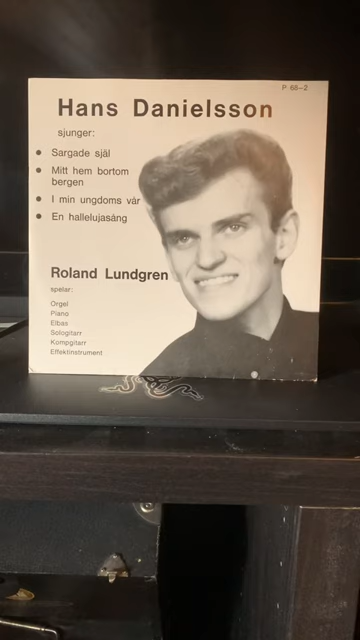 P 68-2
Hans Danielsson
sjunger:
Sargade själ
Mitt hem bortom
bergen
I min ungdoms vår
En hallelujasång
Roland Lundgren
spelar:
Orgel
Piano
Elbas
Sologitarr
Kompgitarr
Effektinstrument